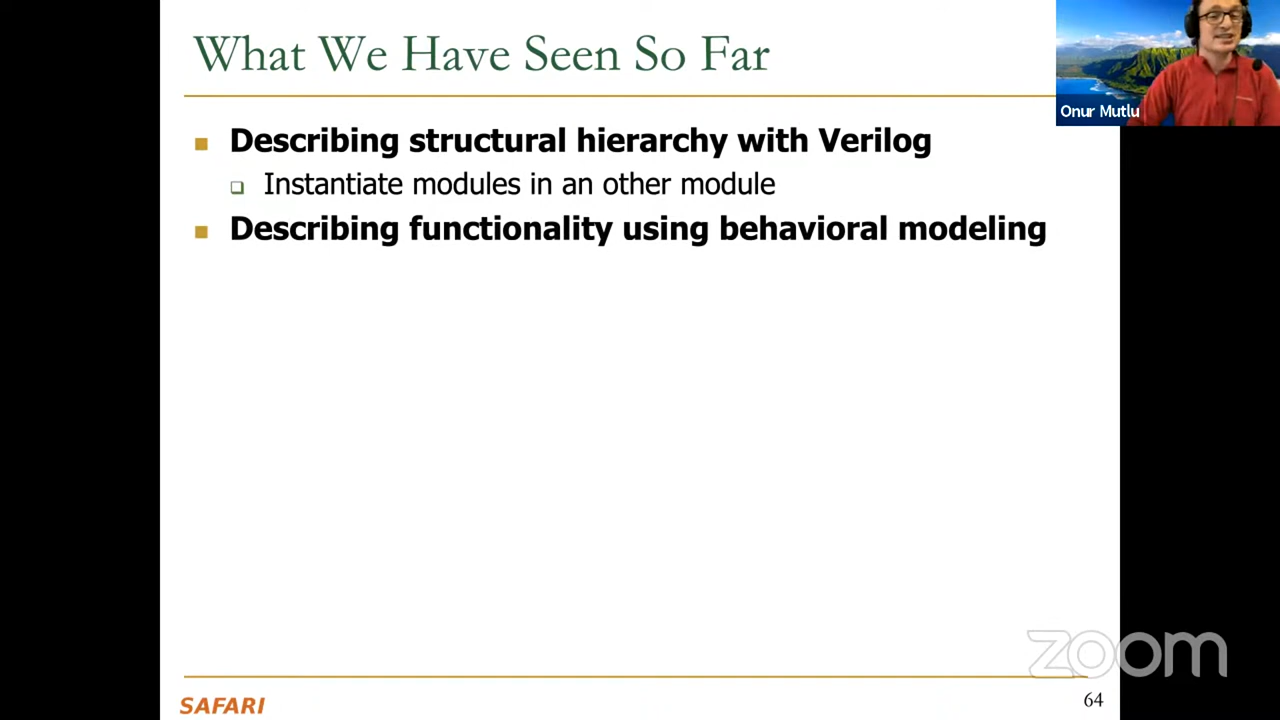 What We Have Seen So Far
Onur Mutlu
Describing structural hierarchy with Verilog
Instantiate modules in an other module
Describing functionality using behavioral modeling
zoom
SAFARI
64